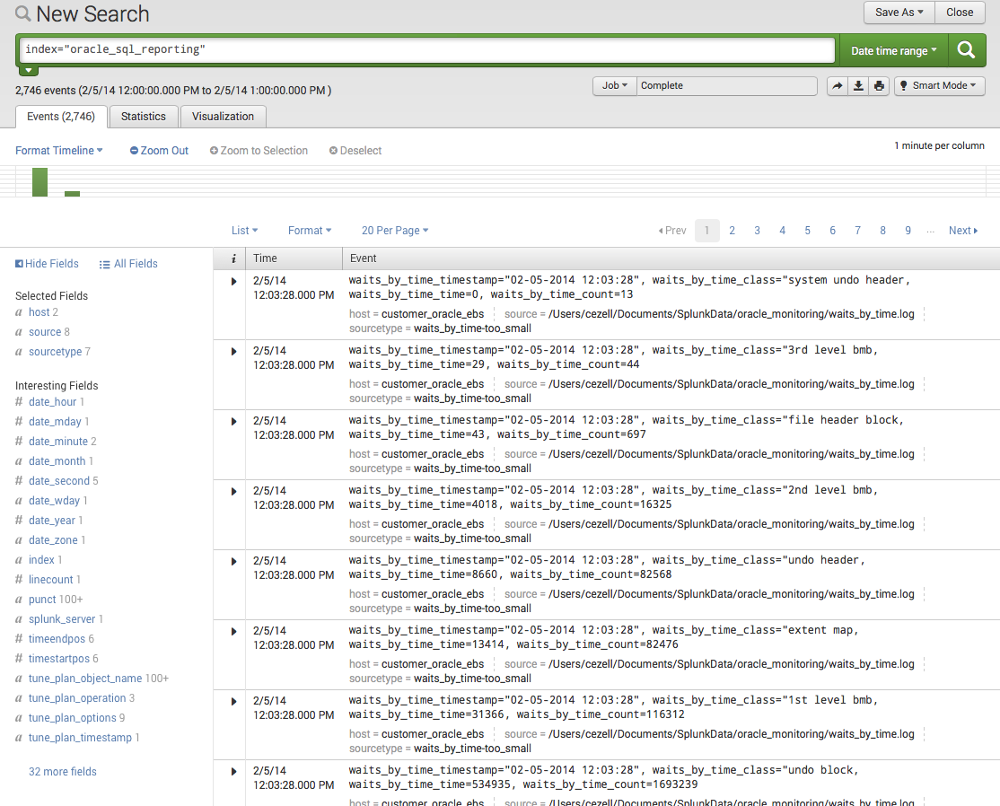 New Search
Save As
Close
index="oracle_sql_reporting"
Date time range
2,746 events (2/5/14 12:00:00.000 PM to 2/5/14 1:00:00.000 PM )
Job
Complete
Smart Mode
Events (2,746)
Statistics
Visualization
Format Timeline
Zoom Out
Zoom to Selection
Deselect
1 minute per column
List
Format
20 Per Page
Prev 1 2 3 4 5 6 7 8 9 ... Next
Hide Fields
All Fields
Selected Fields
a host 2
a source 8
a sourcetype 7
Interesting Fields
# date_hour 1
# date_mday 1
# date_minute 2
a date_month 1
# date_second 5
a date_wday 1
# date_year 1
a date_zone 1
a index 1
# linecount 1
a punct 100+
a splunk_server 1
# timeendpos 6
# timestartpos 6
a tune_plan_object_name 100+
a tune_plan_operation 3
a tune_plan_options 9
a tune_plan_timestamp 1
32 more fields
i Time Event
2/5/14
12:03:28.000 PM
waits_by_time_timestamp="02-05-2014 12:03:28", waits_by_time_class="system undo header,
waits_by_time_time=0, waits_by_time_count=13
host = customer_oracle_ebs source = /Users/cezell/Documents/SplunkData/oracle_monitoring/waits_by_time.log
sourcetype = waits_by_time-too_small
2/5/14
12:03:28.000 PM
waits_by_time_timestamp="02-05-2014 12:03:28", waits_by_time_class="3rd level bmb,
waits_by_time_time=29, waits_by_time_count=44
host = customer_oracle_ebs source = /Users/cezell/Documents/SplunkData/oracle_monitoring/waits_by_time.log
sourcetype = waits_by_time-too_small
2/5/14
12:03:28.000 PM
waits_by_time_timestamp="02-05-2014 12:03:28", waits_by_time_class="file header block,
waits_by_time_time=43, waits_by_time_count=697
host = customer_oracle_ebs source = /Users/cezell/Documents/SplunkData/oracle_monitoring/waits_by_time.log
sourcetype = waits_by_time-too_small
2/5/14
12:03:28.000 PM
waits_by_time_timestamp="02-05-2014 12:03:28", waits_by_time_class="2nd level bmb,
waits_by_time_time=4018, waits_by_time_count=16325
host = customer_oracle_ebs source = /Users/cezell/Documents/SplunkData/oracle_monitoring/waits_by_time.log
sourcetype = waits_by_time-too_small
2/5/14
12:03:28.000 PM
waits_by_time_timestamp="02-05-2014 12:03:28", waits_by_time_class="undo header,
waits_by_time_time=8660, waits_by_time_count=82568
host = customer_oracle_ebs source = /Users/cezell/Documents/SplunkData/oracle_monitoring/waits_by_time.log
sourcetype = waits_by_time-too_small
2/5/14
12:03:28.000 PM
waits_by_time_timestamp="02-05-2014 12:03:28", waits_by_time_class="extent map,
waits_by_time_time=13414, waits_by_time_count=82476
host = customer_oracle_ebs source = /Users/cezell/Documents/SplunkData/oracle_monitoring/waits_by_time.log
sourcetype = waits_by_time-too_small
2/5/14
12:03:28.000 PM
waits_by_time_timestamp="02-05-2014 12:03:28", waits_by_time_class="1st level bmb,
waits_by_time_time=31366, waits_by_time_count=116312
host = customer_oracle_ebs source = /Users/cezell/Documents/SplunkData/oracle_monitoring/waits_by_time.log
sourcetype = waits_by_time-too_small
2/5/14
12:03:28.000 PM
waits_by_time_timestamp="02-05-2014 12:03:28", waits_by_time_class="undo block,
waits_by_time_time=534935, waits_by_time_count=1693239
host = customer_oracle_ebs source = /Users/cezell/Documents/SplunkData/oracle_monitoring/waits_by_time.log